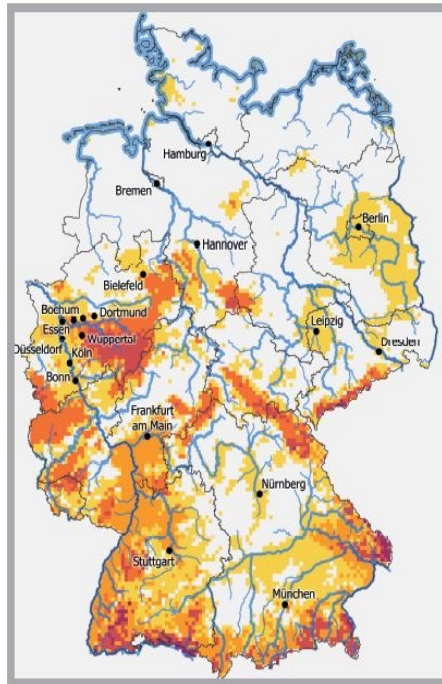 Hamburg
Bremen
Berlin
Hannover
Bielefeld
Bochum
Dortmund
Essen
Wuppertal
Düsseldorf
Köln
Bonn
Leipzig
Dresden
Frankfurt
am Main
Nürnberg
Stuttgart
München